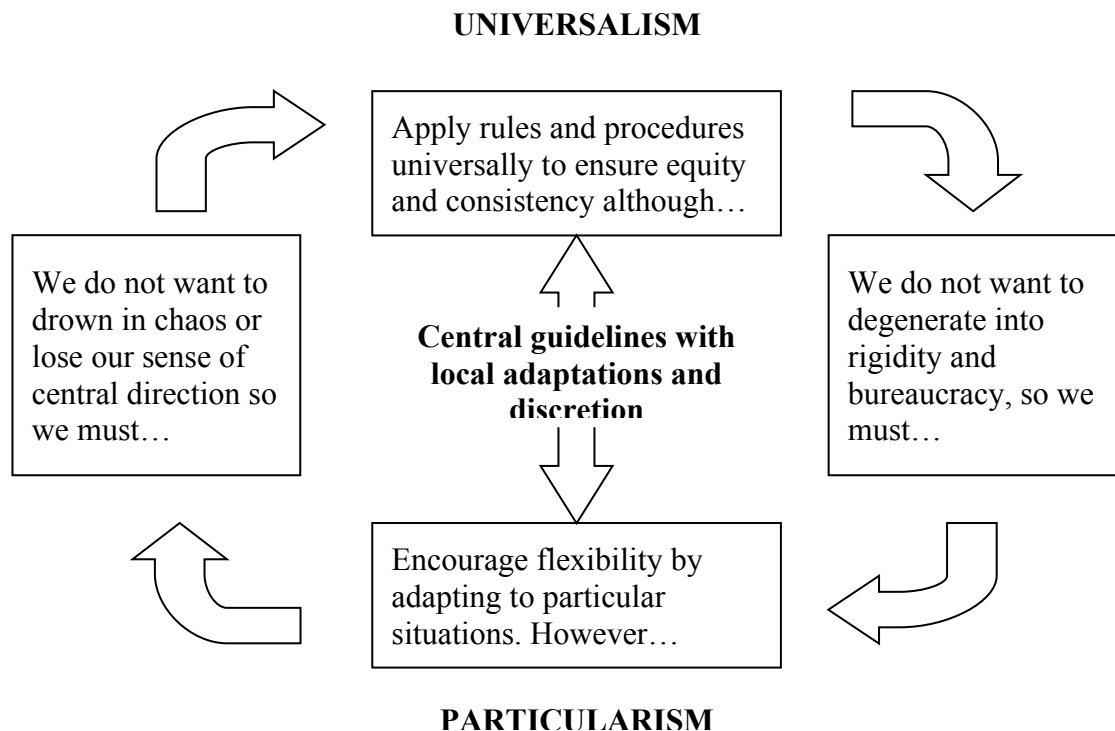 UNIVERSALISM
Apply rules and procedures
universally to ensure equity
and consistency although…
We do not want to
drown in chaos or
lose our sense of
central direction so
we must…
Central guidelines with
local adaptations and
discretion
We do not want to
degenerate into
rigidity and
bureaucracy, so we
must…
Encourage flexibility by
adapting to particular
situations. However…
PARTICULARISM